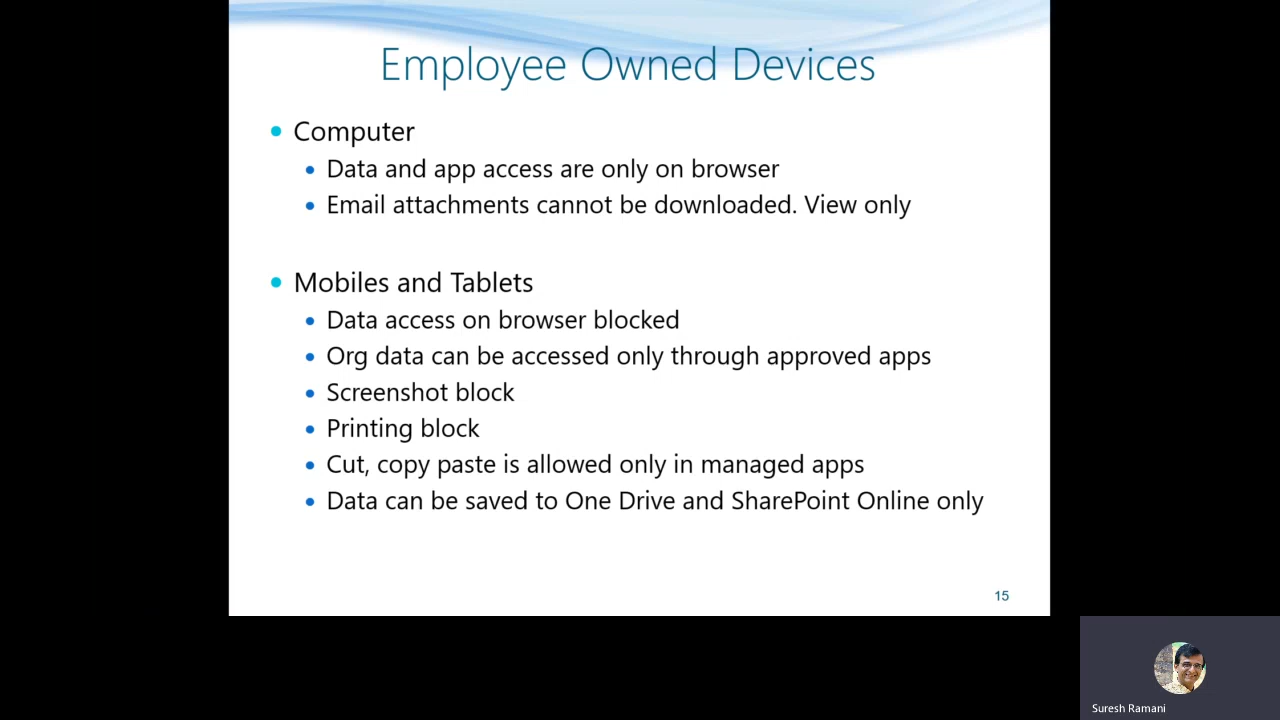 Employee Owned Devices
Computer
Data and app access are only on browser
Email attachments cannot be downloaded. View only
Mobiles and Tablets
Data access on browser blocked
Org data can be accessed only through approved apps
Screenshot block
Printing block
Cut, copy paste is allowed only in managed apps
Data can be saved to One Drive and SharePoint Online only
15
Suresh Ramani